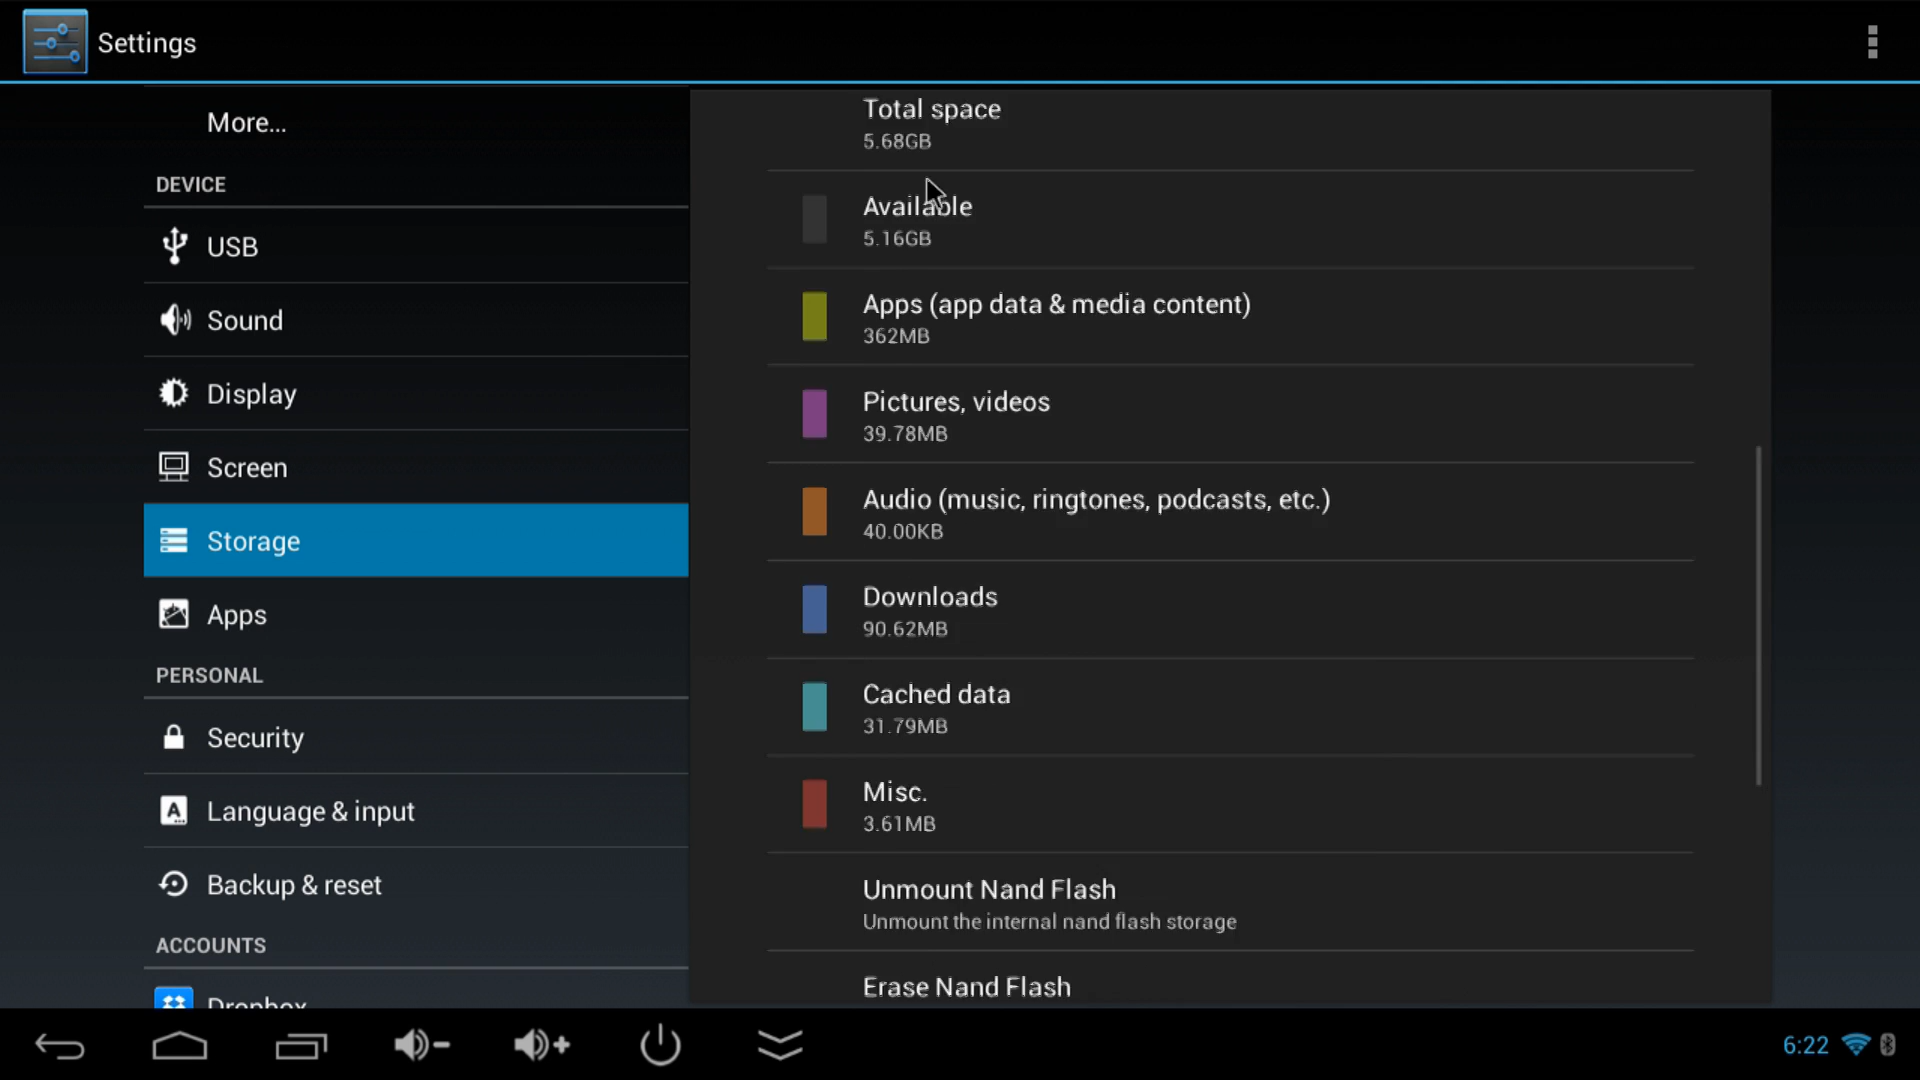 Settings
More...
DEVICE
USB
Sound
Display
Screen
Storage
Apps
PERSONAL
Security
Language & input
Backup & reset
ACCOUNTS
Dropbox
Total space
5.68GB
Available
5.16GB
Apps (app data & media content)
362MB
Pictures, videos
39.78MB
Audio (music, ringtones, podcasts, etc.)
40.00KB
Downloads
90.62MB
Cached data
31.79MB
Misc.
3.61MB
Unmount Nand Flash
Unmount the internal nand flash storage
Erase Nand Flash
6:22